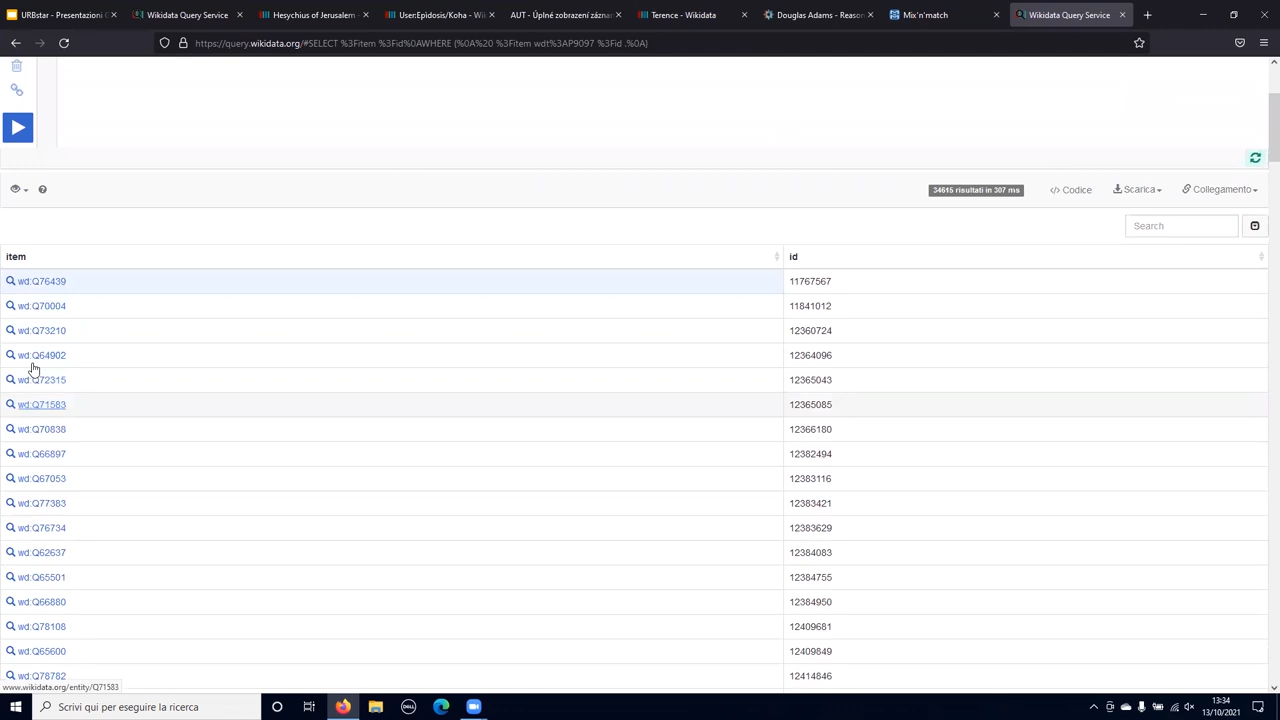 URBstar - Presentazioni G
Wikidata Query Service
Hesychius of Jerusalem -
User:Epìdosis/Koha - Wiki
AUT - Úplné zobrazení zázna
Terence - Wikidata
Douglas Adams - Reason
Mix'n'match
Wikidata Query Service
https://query.wikidata.org/#SELECT %3Fitem %3Fid%0AWHERE {%0A%20 %3Fitem wdt%3AP9097 %3Fid .%0A}
34615 risultati in 307 ms
</> Codice
Scarica
Collegamento
Search
item id
wd:Q76439 11767567
wd:Q70004 11841012
wd:Q73210 12360724
wd:Q64902 12364096
wd:Q72315 12365043
wd:Q71583 12365085
wd:Q70838 12366180
wd:Q66897 12382494
wd:Q67053 12383116
wd:Q77383 12383421
wd:Q76734 12383629
wd:Q62637 12384083
wd:Q65501 12384755
wd:Q66880 12384950
wd:Q78108 12409681
wd:Q65600 12409849
wd:Q78782 12414846
www.wikidata.org/entity/Q71583
Scrivi qui per eseguire la ricerca
DELL
13:34
13/10/2021